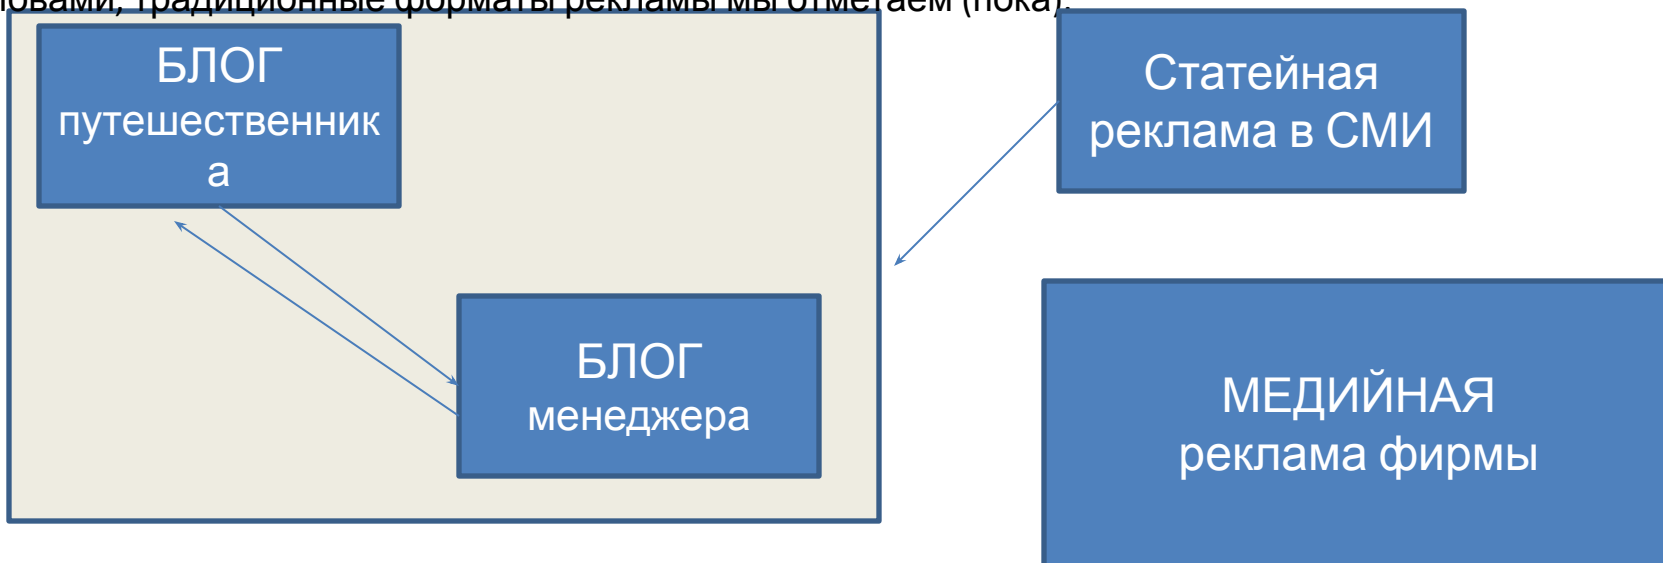 традиционные форматы рекламы мы отметаем (пока).
БЛОГ
путешественник
а
Статейная
реклама в СМИ
БЛОГ
менеджера
МЕДИЙНАЯ
реклама фирмы